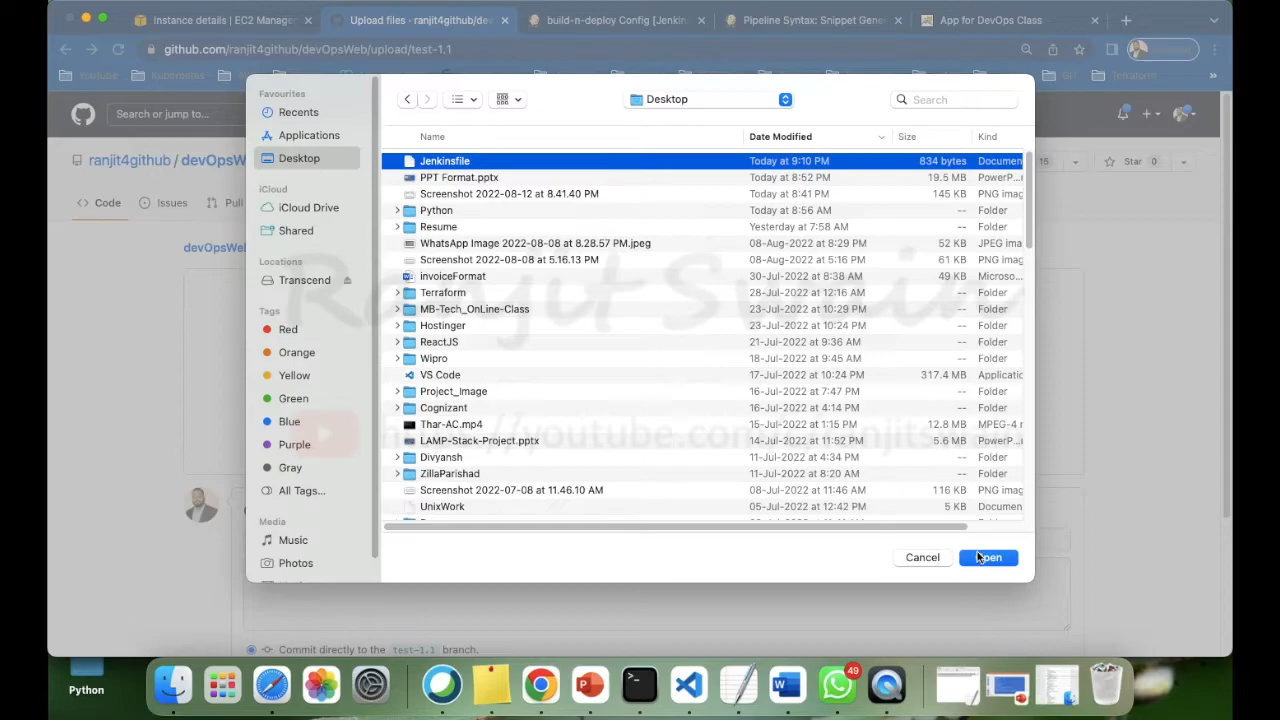 Instance details | EC2 Manage
Upload files · ranjit4github/dev
build-n-deploy Config [Jenkin
Pipeline Syntax: Snippet Gene
App for DevOps Class
github.com/ranjit4github/devOpsWeb/upload/test-1.1
Youtube
Kubernetes
Terraform
Search or jump to...
ranjit4github / devOpsW
15
Star 0
Code
Issues
Pull
devOpsWeb
Favourites
Recents
Applications
Desktop
iCloud
iCloud Drive
Shared
Locations
Transcend
Tags
Red
Orange
Yellow
Green
Blue
Purple
Gray
All Tags...
Media
Music
Photos
Desktop
Search
Name Date Modified Size Kind
Jenkinsfile Today at 9:10 PM 834 bytes Documen
PPT Format.pptx Today at 8:52 PM 19.5 MB PowerP...
Screenshot 2022-08-12 at 8.41.40 PM Today at 8:41 PM 145 KB PNG imag
Python Today at 8:56 AM -- Folder
Resume Yesterday at 7:58 AM -- Folder
WhatsApp Image 2022-08-08 at 8.28.57 PM.jpeg 08-Aug-2022 at 8:29 PM 52 KB JPEG ima
Screenshot 2022-08-08 at 5.16.13 PM 08-Aug-2022 at 5:16 PM 61 KB PNG imag
invoiceFormat 30-Jul-2022 at 8:38 AM 49 KB Microso...
Terraform 28-Jul-2022 at 12:16 AM -- Folder
MB-Tech_OnLine-Class 23-Jul-2022 at 10:29 PM -- Folder
Hostinger 23-Jul-2022 at 10:24 PM -- Folder
ReactJS 21-Jul-2022 at 9:36 AM -- Folder
Wipro 18-Jul-2022 at 9:45 AM -- Folder
VS Code 17-Jul-2022 at 10:24 PM 317.4 MB Applicatio
Project_Image 16-Jul-2022 at 7:47 PM -- Folder
Cognizant 16-Jul-2022 at 4:14 PM -- Folder
Thar-AC.mp4 15-Jul-2022 at 1:15 PM 12.8 MB MPEG-4 r
LAMP-Stack-Project.pptx 14-Jul-2022 at 11:52 PM 5.6 MB PowerP...
Divyansh 11-Jul-2022 at 4:34 PM -- Folder
ZillaParishad 11-Jul-2022 at 8:20 AM -- Folder
Screenshot 2022-07-08 at 11.46.10 AM 08-Jul-2022 at 11:46 AM 116 KB PNG imag
UnixWork 05-Jul-2022 at 12:42 PM 5 KB Documen
Cancel
Open
Commit directly to the test-1.1 branch.
Python
49